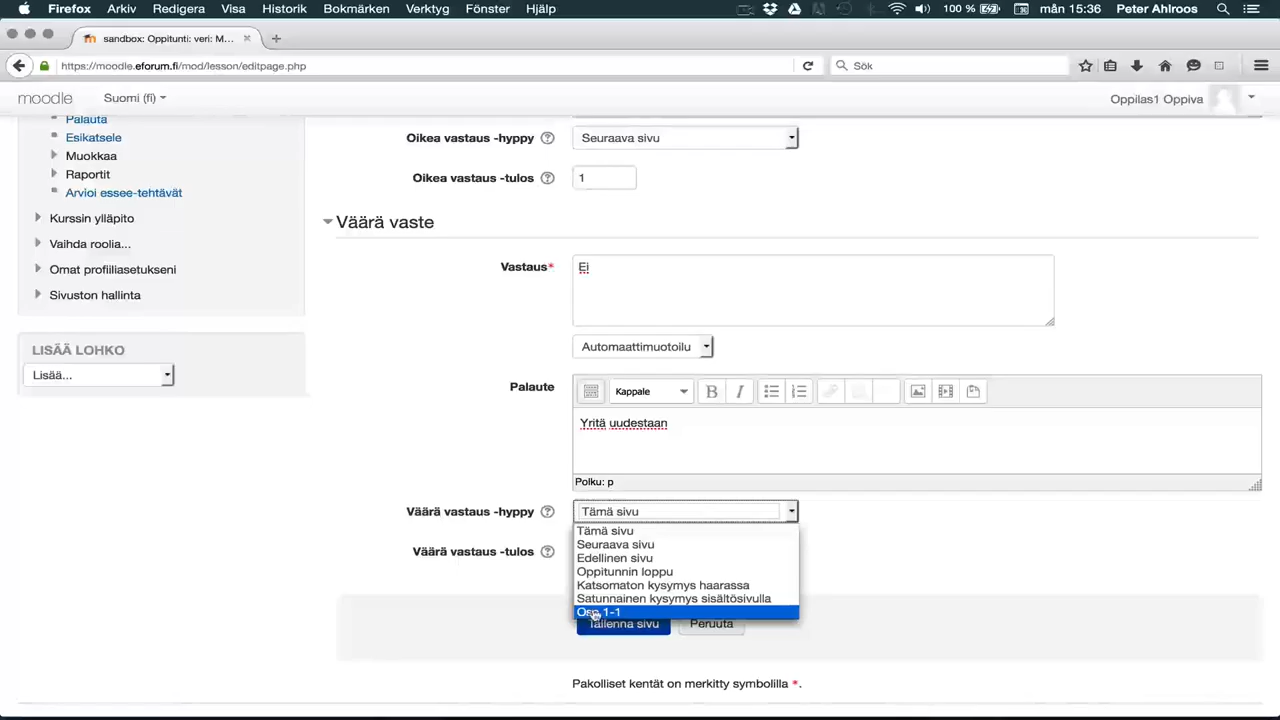 Firefox Arkiv Redigera Visa Historik Bokmärken Verktyg Fönster Hjälp 100 % mån 15:36 Peter Ahlroos
sandbox: Oppitunti: veri: M...
https://moodle.eforum.fi/mod/lesson/editpage.php Sök
moodle Suomi (fi) Oppilas1 Oppiva
Palauta
Esikatsele
Muokkaa
Raportit
Arvioi essee-tehtävät
Kurssin ylläpito
Vaihda roolia...
Omat profiiliasetukseni
Sivuston hallinta
LISÄÄ LOHKO
Lisää...
Oikea vastaus -hyppy Seuraava sivu
Oikea vastaus -tulos 1
Väärä vaste
Vastaus* Ei
Automaattimuotoilu
Palaute Kappale B I
Yritä uudestaan
Polku: p
Väärä vastaus -hyppy Tämä sivu
Tämä sivu
Seuraava sivu
Väärä vastaus -tulos
Edellinen sivu
Oppitunnin loppu
Katsomaton kysymys haarassa
Satunnainen kysymys sisältösivulla
Osa 1-1
Tallenna sivu Peruuta
Pakolliset kentät on merkitty symbolilla *.